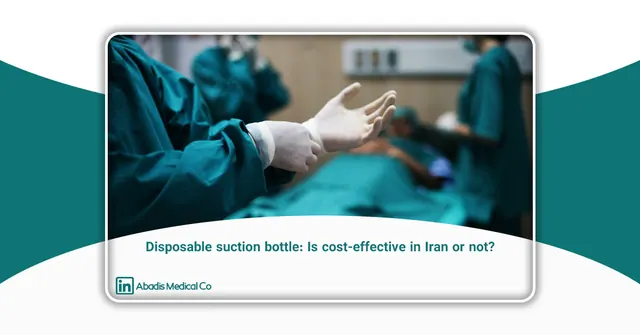 Disposable suction bottle: Is cost-effective in Iran or not?
in Abadis Medical Co